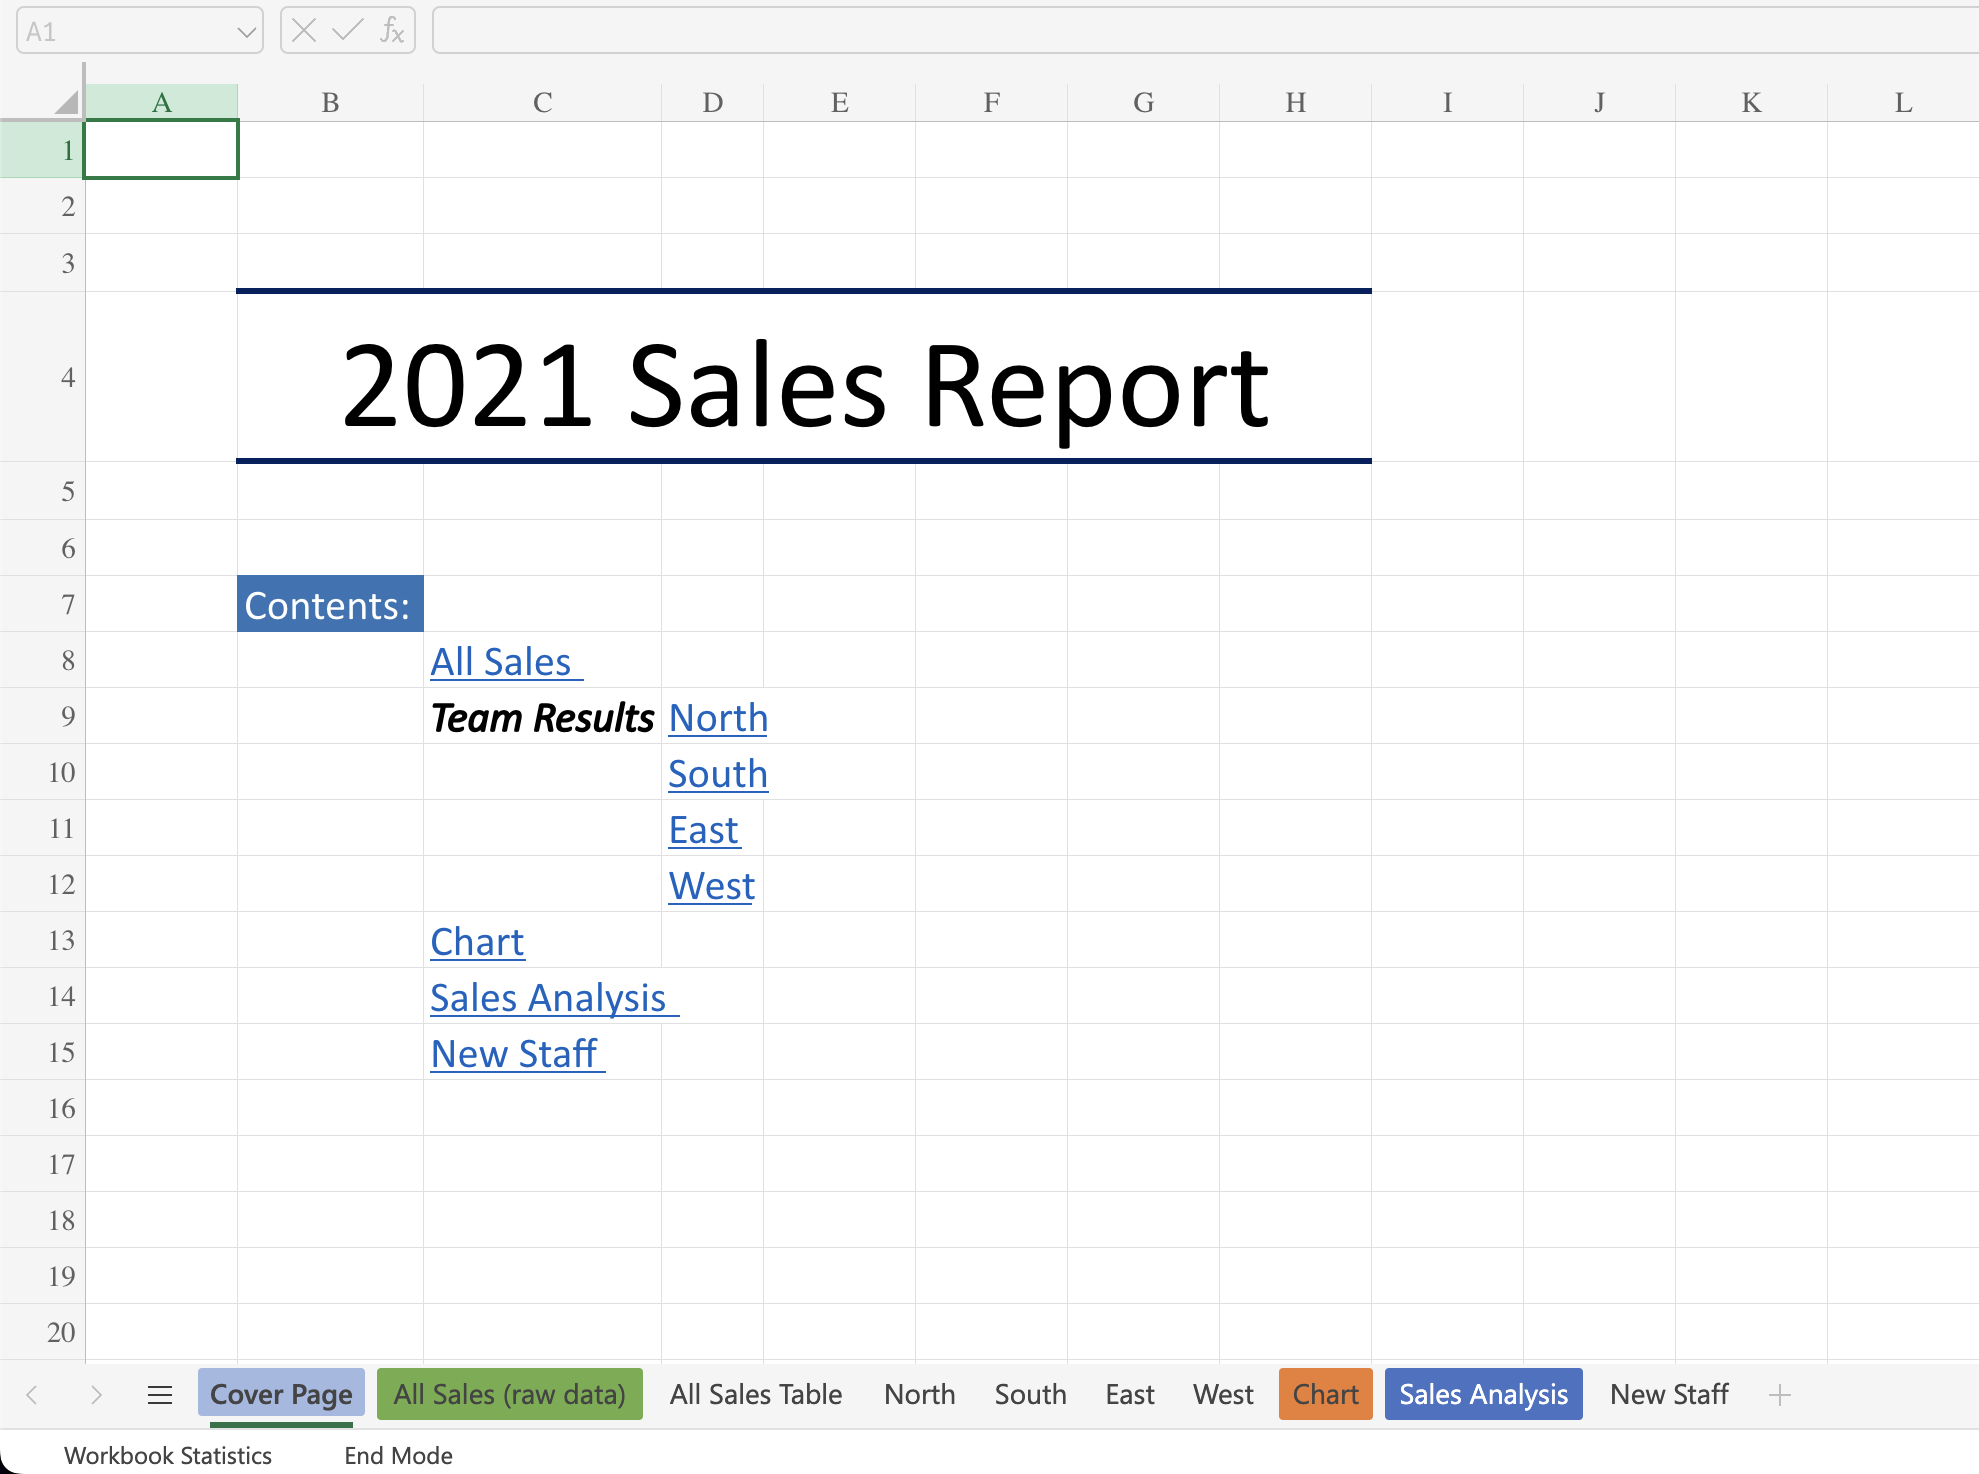 A1
fx
A B C D E F G H I J K L
1
2
3
4 2021 Sales Report
5
6
7 Contents:
8 All Sales
9 Team Results North
10 South
11 East
12 West
13 Chart
14 Sales Analysis
15 New Staff
16
17
18
19
20
Cover Page All Sales (raw data) All Sales Table North South East West Chart Sales Analysis New Staff
Workbook Statistics End Mode